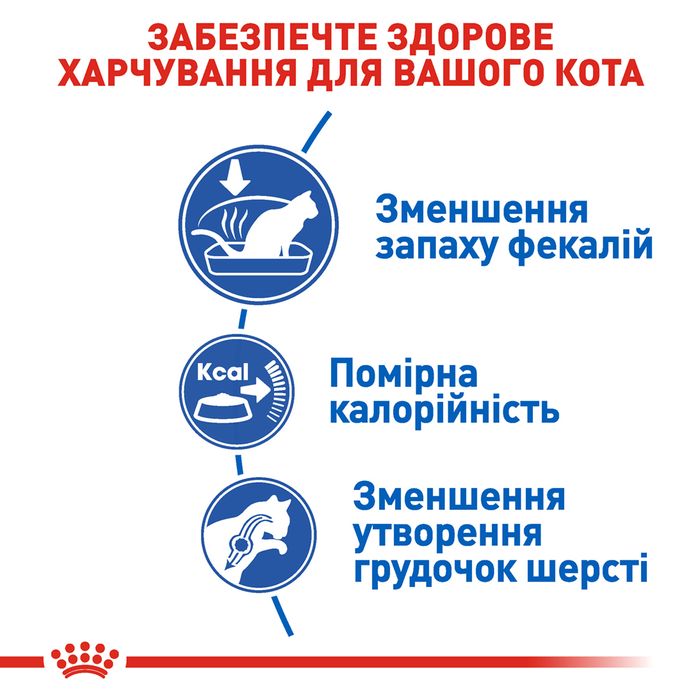 ЗАБЕЗПЕЧТЕ ЗДОРОВЕ
ХАРЧУВАННЯ ДЛЯ ВАШОГО КОТА
Зменшення
запаху фекалій
Kcal
Помірна
калорійність
Зменшення
утворення
грудочок шерсті